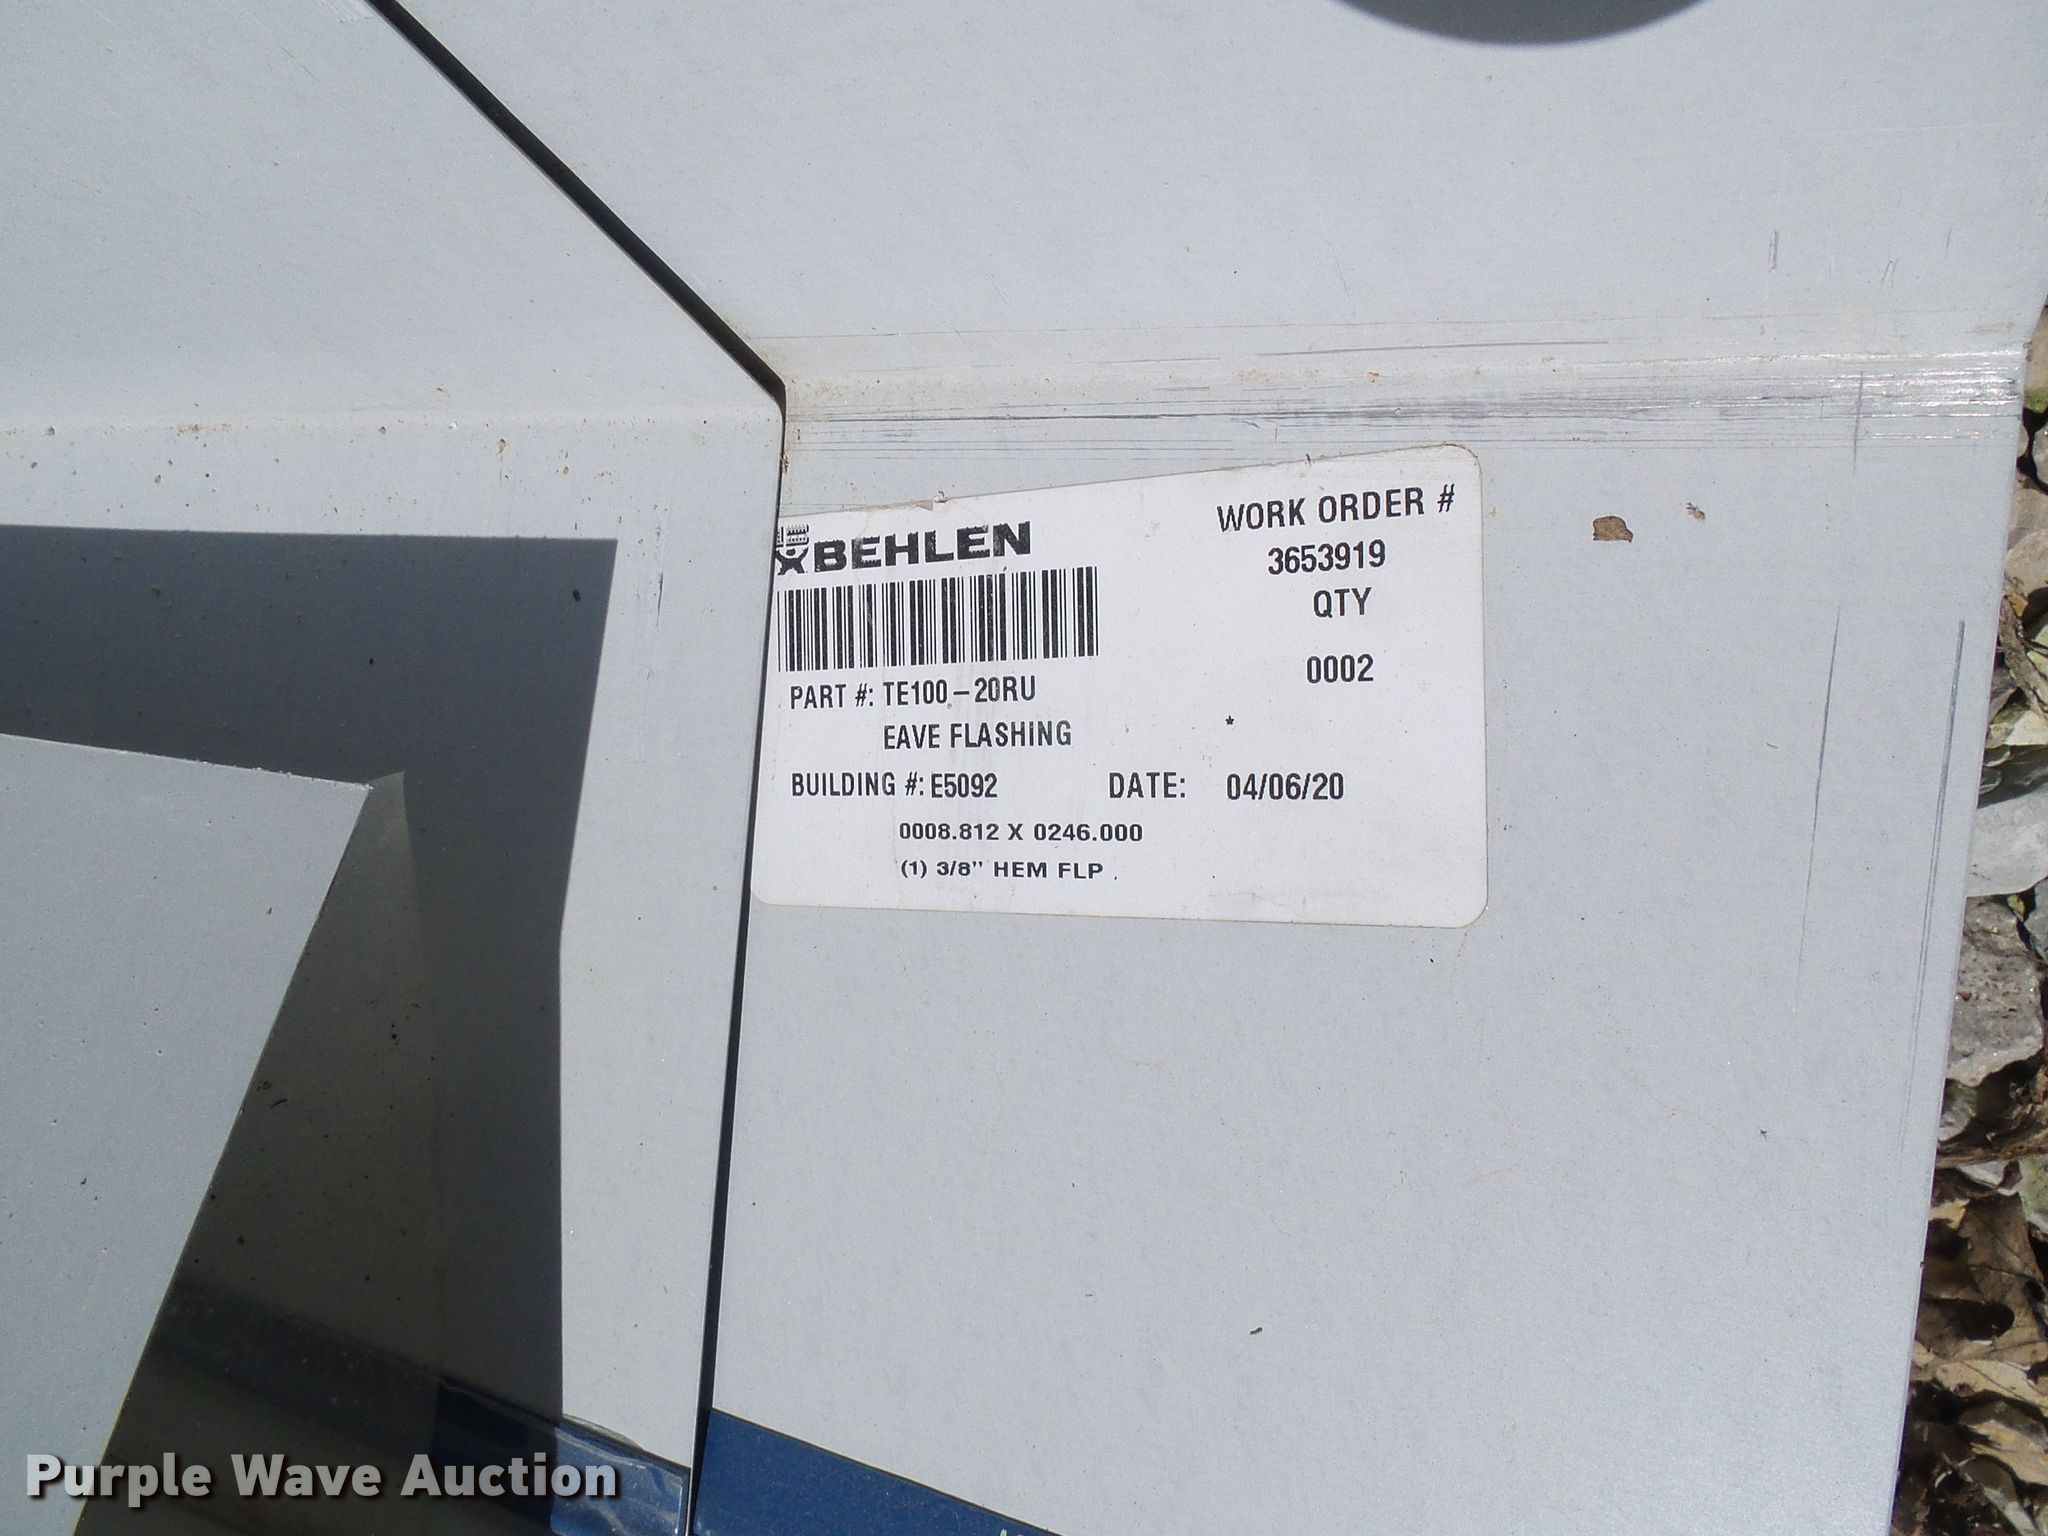 BEHLEN
WORK ORDER #
3653919
QTY
0002
PART #: TE100-20RU
EAVE FLASHING *
BUILDING #: E5092 DATE: 04/06/20
0008.812 X 0246.000
(1) 3/8" HEM FLP .
Purple Wave Auction